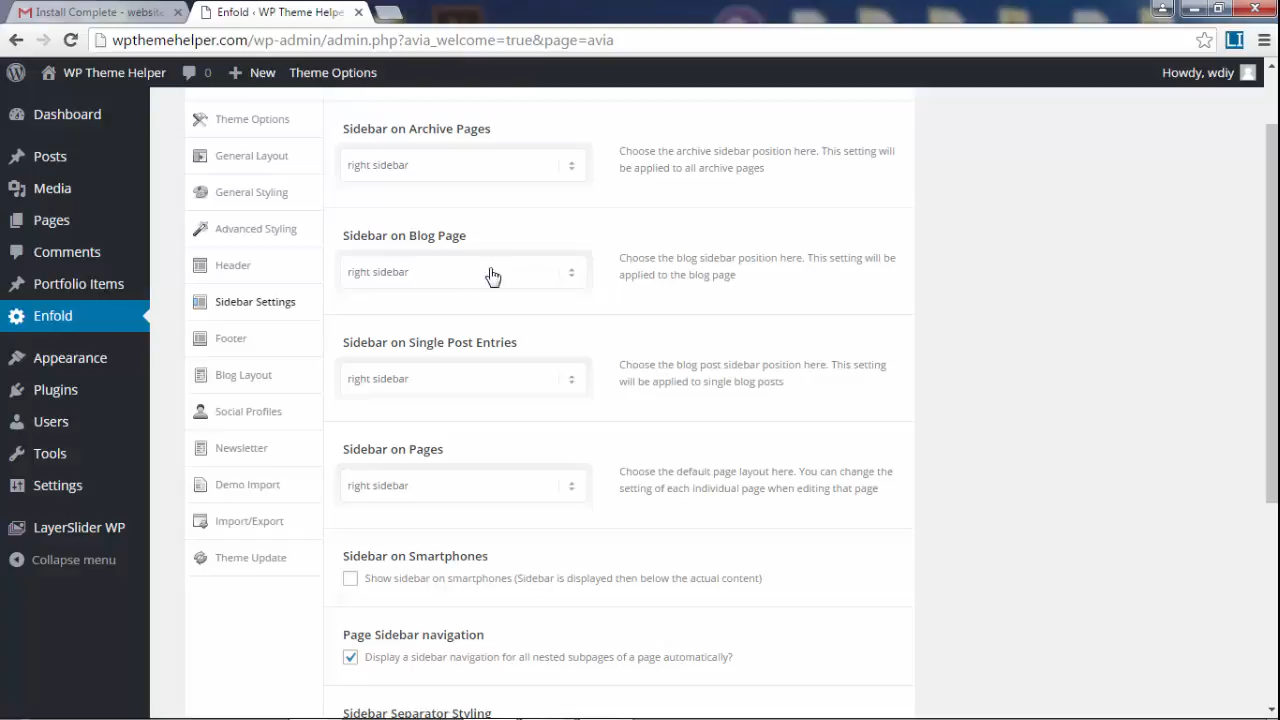 Install Complete - website
Enfold ‹ WP Theme Helpe
wpthemehelper.com/wp-admin/admin.php?avia_welcome=true&page=avia
LI
WP Theme Helper
0
New
Theme Options
Howdy, wdiy
Dashboard
Posts
Media
Pages
Comments
Portfolio Items
Enfold
Appearance
Plugins
Users
Tools
Settings
LayerSlider WP
Collapse menu
Theme Options
General Layout
General Styling
Advanced Styling
Header
Sidebar Settings
Footer
Blog Layout
Social Profiles
Newsletter
Demo Import
Import/Export
Theme Update
Sidebar on Archive Pages
right sidebar
Choose the archive sidebar position here. This setting will
be applied to all archive pages
Sidebar on Blog Page
right sidebar
Choose the blog sidebar position here. This setting will be
applied to the blog page
Sidebar on Single Post Entries
right sidebar
Choose the blog post sidebar position here. This setting
will be applied to single blog posts
Sidebar on Pages
right sidebar
Choose the default page layout here. You can change the
setting of each individual page when editing that page
Sidebar on Smartphones
Show sidebar on smartphones (Sidebar is displayed then below the actual content)
Page Sidebar navigation
Display a sidebar navigation for all nested subpages of a page automatically?
Sidebar Separator Styling